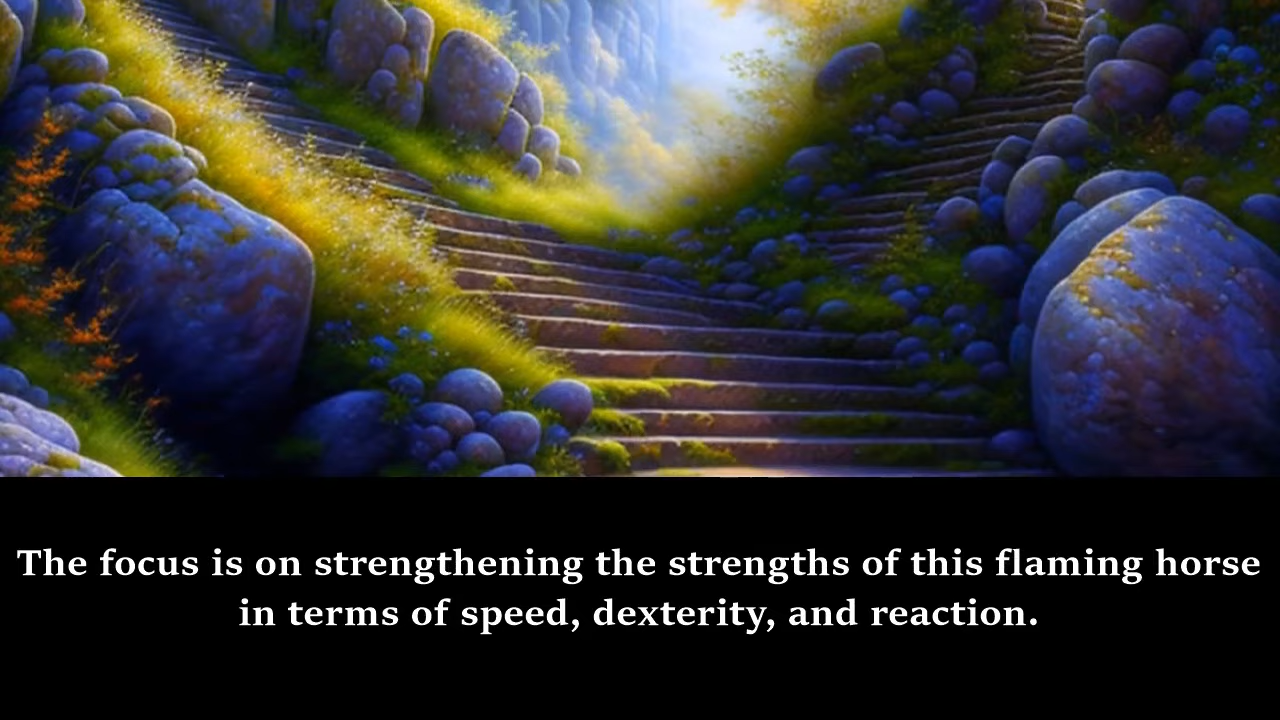 The focus is on strengthening the strengths of this flaming horse
in terms of speed, dexterity, and reaction.